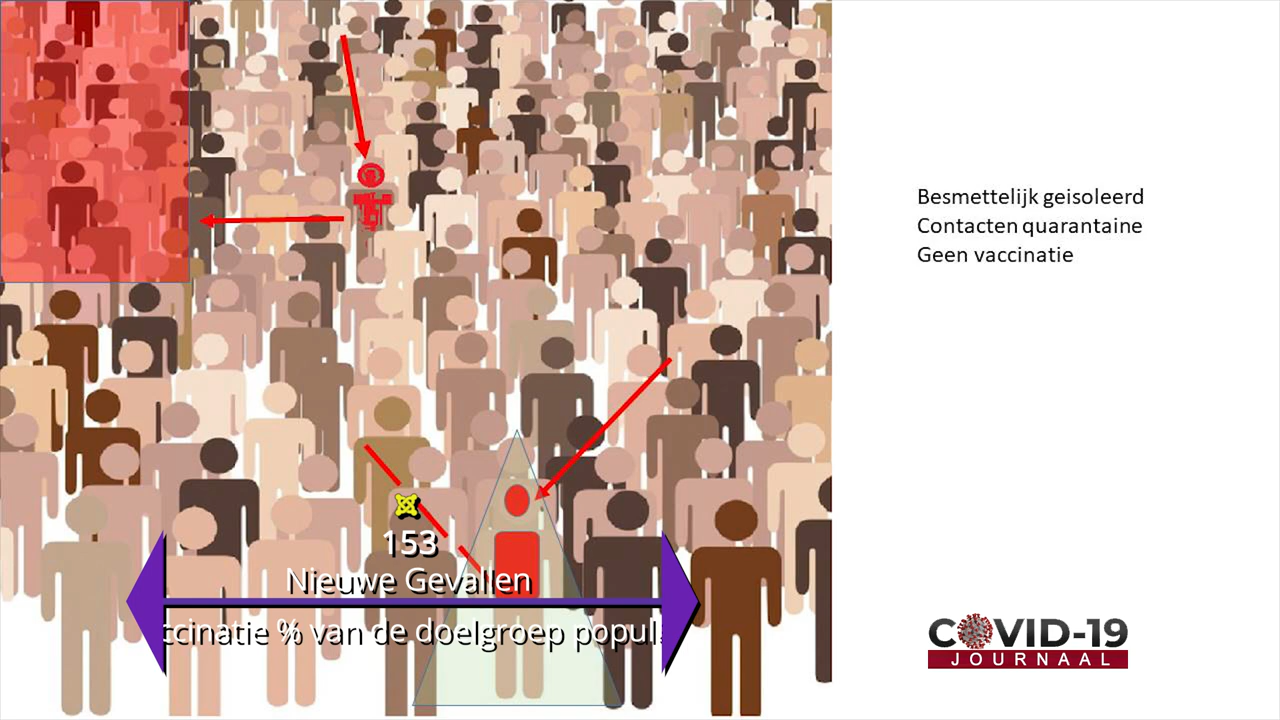 Besmettelijk geisoleerd
Contacten quarantaine
Geen vaccinatie
153
Nieuwe Gevallen
% van de doelgroep
COVID-19
JOURNAAL